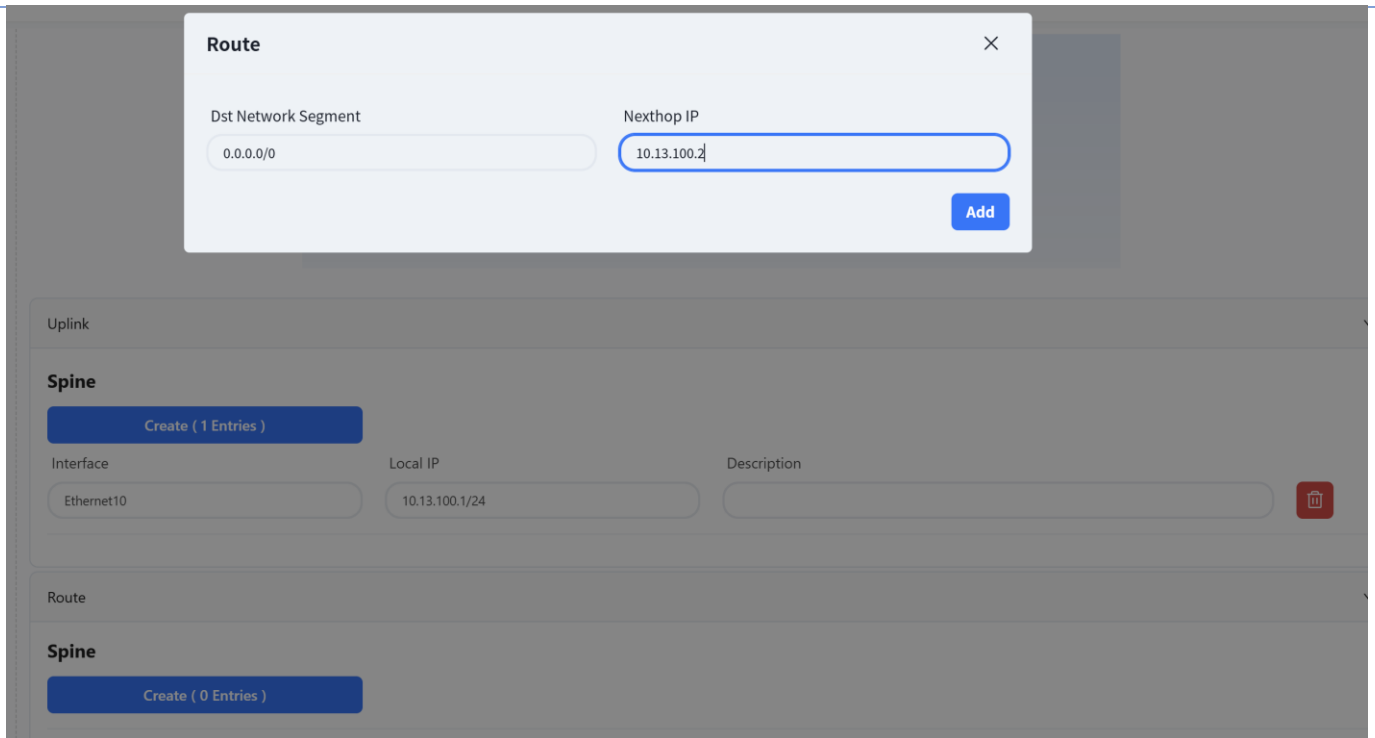 Route
Dst Network Segment Nexthop IP
0.0.0.0/0 10.13.100.2
Add
Uplink
Spine
Create ( 1 Entries )
Interface Local IP Description
Ethernet10 10.13.100.1/24
Route
Spine
Create ( 0 Entries )